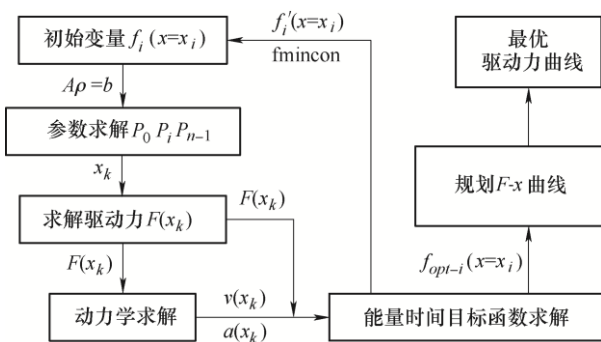 初始变量 f_i (x=x_i)
f_i'(x=x_i)
fmincon
最优
驱动力曲线
Aρ=b
参数求解 P_0 P_i P_{n-1}
x_k
规划F-x 曲线
求解驱动力F(x_k)
F(x_k)
F(x_k)
f_{opt-i}(x=x_i)
动力学求解
v(x_k)
a(x_k)
能量时间目标函数求解